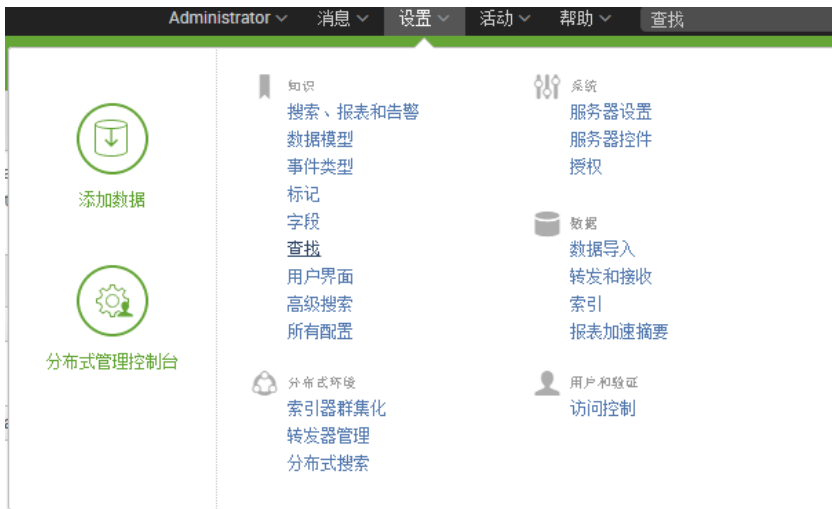 Administrator 消息 设置 活动 帮助 查找
添加数据
分布式管理控制台
知识
搜索、报表和告警
数据模型
事件类型
标记
字段
查找
用户界面
高级搜索
所有配置
分布式环境
索引器群集化
转发器管理
分布式搜索
系统
服务器设置
服务器控件
授权
数据
数据导入
转发和接收
索引
报表加速摘要
用户和验证
访问控制